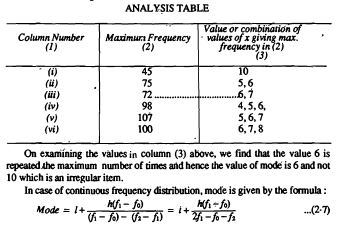 ANALYSIS TABLE
Column Number (1) Maximum Frequency (2) Value or combination of values of x giving max. frequency in (2) (3)
(i) 45 10
(ii) 75 5, 6
(iii) 72 6, 7
(iv) 98 4, 5, 6,
(v) 107 5, 6, 7
(vi) 100 6, 7, 8
On examining the values in column (3) above, we find that the value 6 is
repeated the maximum number of times and hence the value of mode is 6 and not
10 which is an irregular item.
In case of continuous frequency distribution, mode is given by the formula :
Mode = l + h(f₁ − f₀) / (f₁ − f₀) − (f₂ − f₁) = i + h(f₁ − f₀) / 2f₁ − f₀ − f₂ ...(2·7)